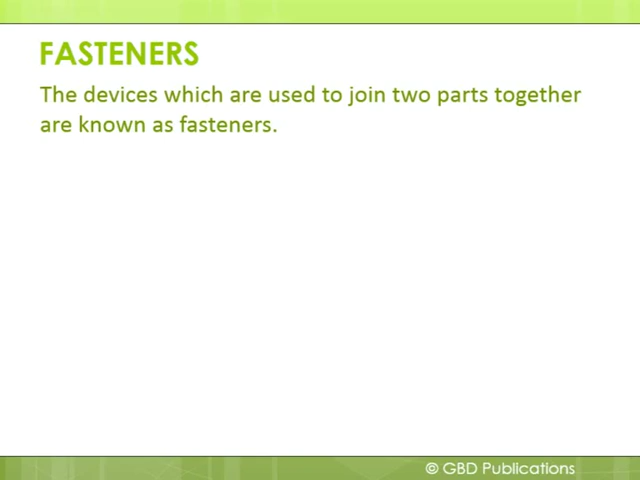 FASTENERS
The devices which are used to join two parts together
are known as fasteners.
© GBD Publications